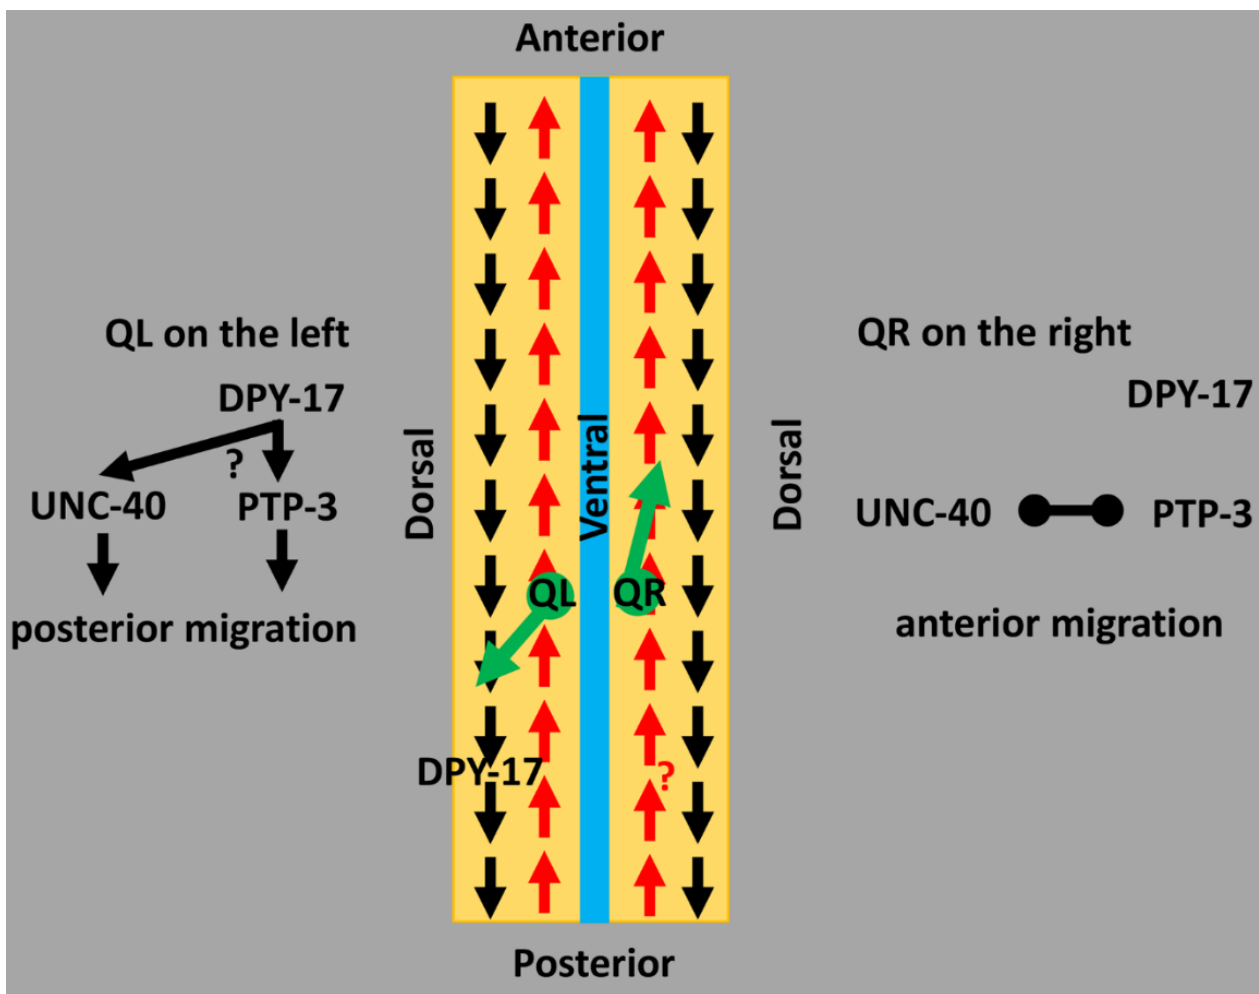 Anterior
QL on the left
DPY-17
?
UNC-40
PTP-3
posterior migration
Dorsal
Ventral
QL
QR
DPY-17
?
Dorsal
QR on the right
DPY-17
UNC-40
PTP-3
anterior migration
Posterior